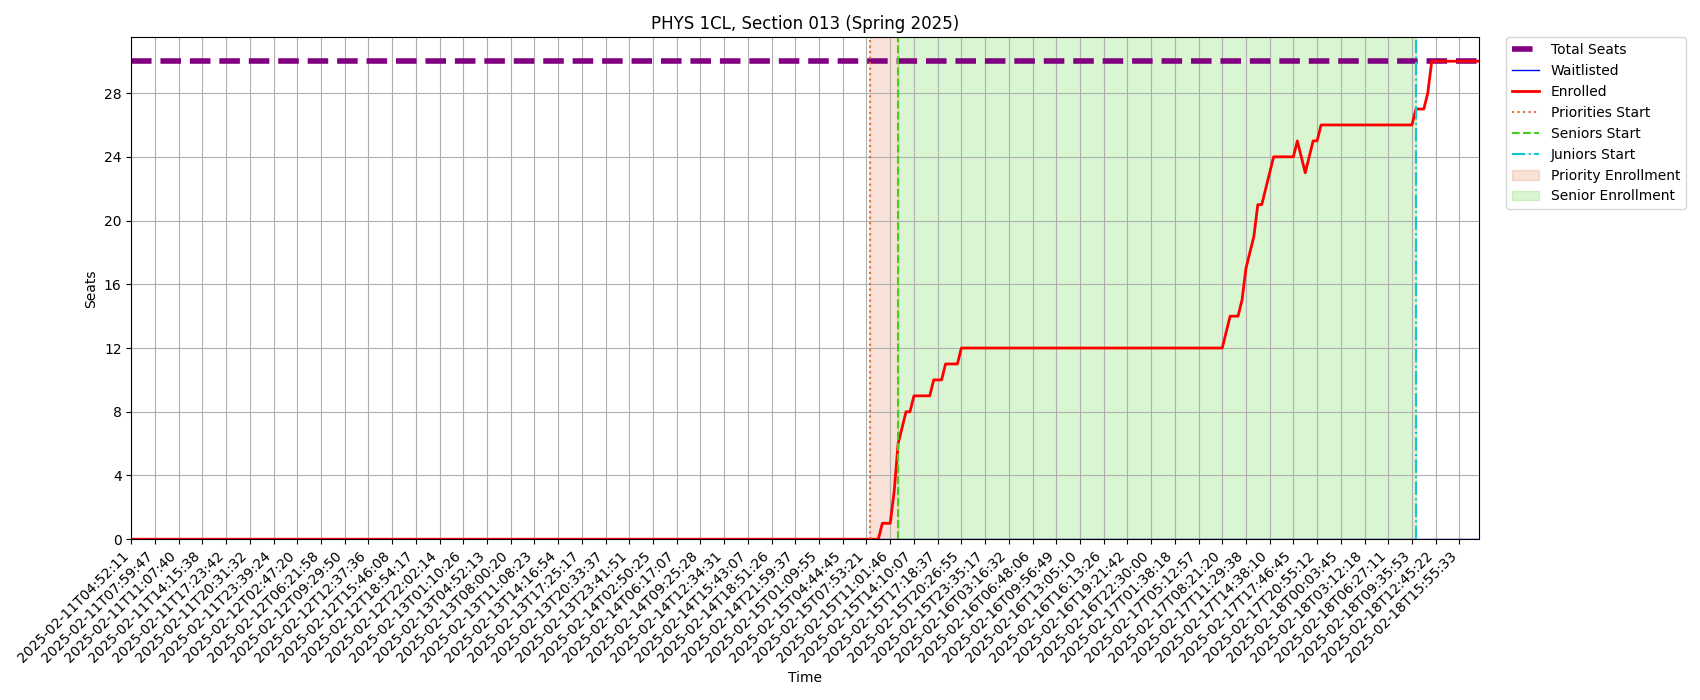 PHYS 1CL, Section 013 (Spring 2025)
Total Seats
Waitlisted
Enrolled
Priorities Start
Seniors Start
Juniors Start
Priority Enrollment
Senior Enrollment
Seats
28
24
20
16
12
8
4
0
2025-02-11T04:52:11
2025-02-11T07:59:47
2025-02-11T11:07:40
2025-02-11T14:15:38
2025-02-11T17:23:42
2025-02-11T20:31:32
2025-02-11T23:39:24
2025-02-12T02:47:20
2025-02-12T06:21:58
2025-02-12T09:29:50
2025-02-12T12:37:36
2025-02-12T15:46:08
2025-02-12T18:54:17
2025-02-12T22:02:14
2025-02-13T01:10:26
2025-02-13T04:52:13
2025-02-13T08:00:20
2025-02-13T11:08:23
2025-02-13T14:16:54
2025-02-13T17:25:17
2025-02-13T20:33:37
2025-02-13T23:41:51
2025-02-14T02:50:25
2025-02-14T06:17:07
2025-02-14T09:25:28
2025-02-14T12:34:31
2025-02-14T15:43:07
2025-02-14T18:51:26
2025-02-14T21:59:37
2025-02-15T01:09:55
2025-02-15T04:44:45
2025-02-15T07:53:21
2025-02-15T11:01:46
2025-02-15T14:10:07
2025-02-15T17:18:37
2025-02-15T20:26:55
2025-02-15T23:35:17
2025-02-16T03:16:32
2025-02-16T06:48:06
2025-02-16T09:56:49
2025-02-16T13:05:10
2025-02-16T16:13:26
2025-02-16T19:21:42
2025-02-16T22:30:00
2025-02-17T01:38:18
2025-02-17T05:12:57
2025-02-17T08:21:20
2025-02-17T11:29:38
2025-02-17T14:38:10
2025-02-17T17:46:45
2025-02-17T20:55:12
2025-02-18T00:03:45
2025-02-18T03:12:18
2025-02-18T06:27:11
2025-02-18T09:35:53
2025-02-18T12:45:22
2025-02-18T15:55:33
Time